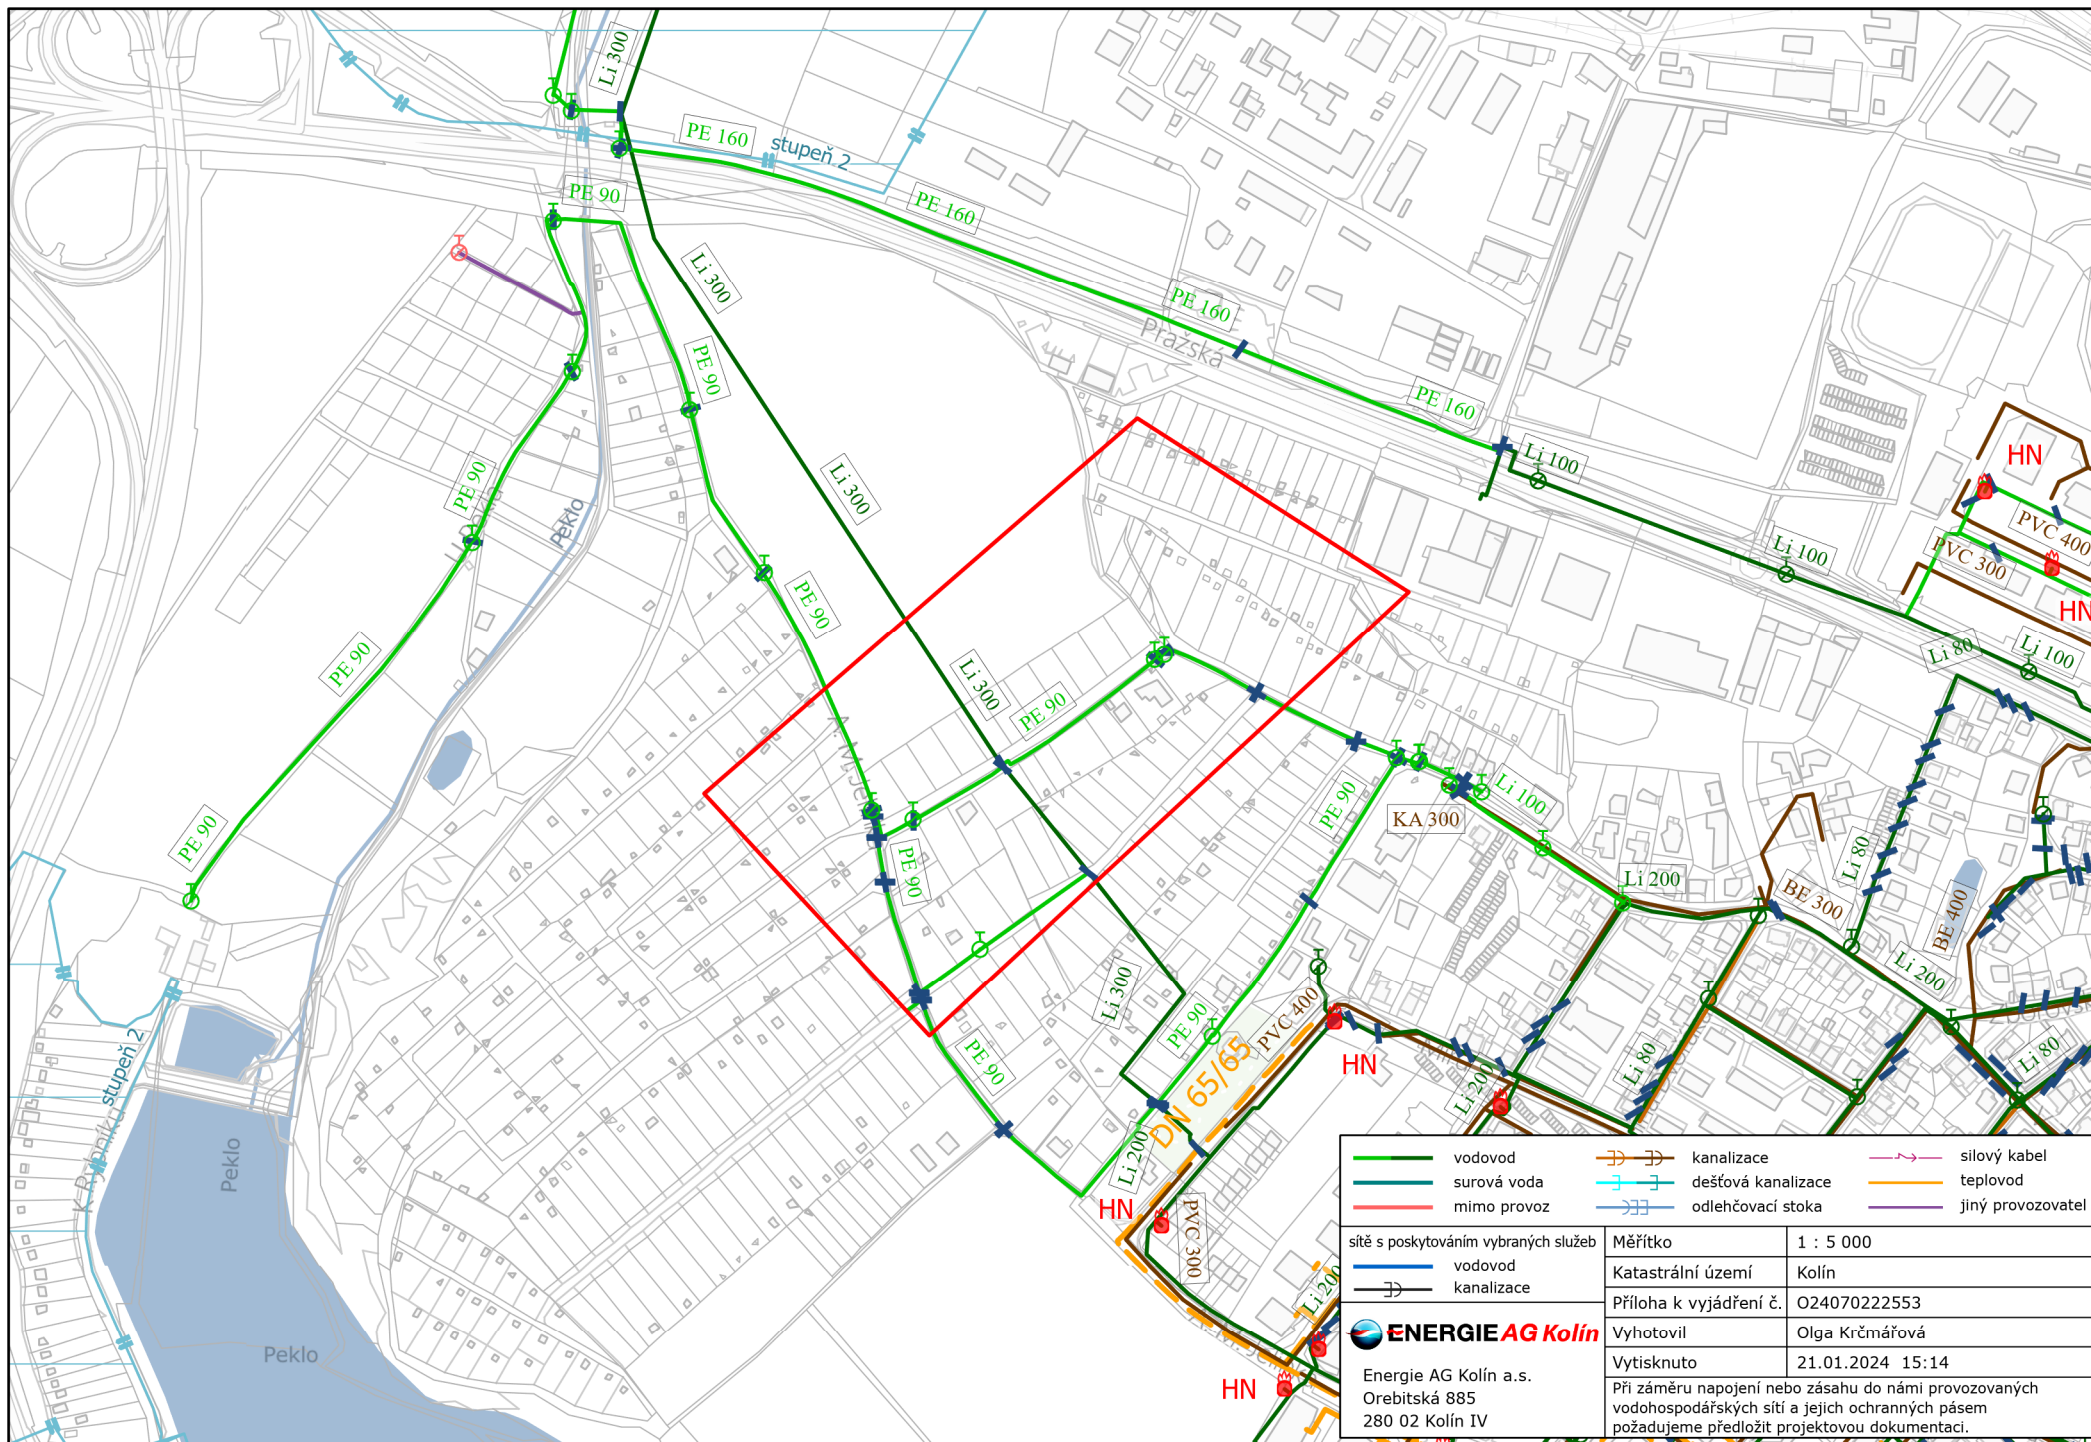 Li 300
PE 160
stupeň 2
PE 90
PE 160
Li 300
PE 160
Pražská
PE 90
PE 160
Li 100
HN
Li 300
PE 90
Peklo
PVC 400
Li 100
PVC 300
PE 90
HN
PE 90
Li 300
PE 90
Li 80
Li 100
PE 90
Li 100
KA 300
PE 90
PE 90
Li 80
Li 200
BE 300
BE 400
Li 200
Li 300
PE 90
PVC 400
DN 65/65
PE 90
HN
Li 80
Li 80
Li 200
stupeň 2
K Rybníku
Peklo
Li 200
HN
PVC 300
Li 200
Peklo
HN
vodovod
surová voda
mimo provoz
kanalizace
dešťová kanalizace
odlehčovací stoka
silový kabel
teplovod
jiný provozovatel
sítě s poskytováním vybraných služeb
vodovod
kanalizace
ENERGIE AG Kolín
Energie AG Kolín a.s.
Orebitská 885
280 02 Kolín IV
Měřítko 1 : 5 000
Katastrální území Kolín
Příloha k vyjádření č. O24070222553
Vyhotovil Olga Krčmářová
Vytisknuto 21.01.2024 15:14
Při záměru napojení nebo zásahu do námi provozovaných
vodohospodářských sítí a jejich ochranných pásem
požadujeme předložit projektovou dokumentaci.